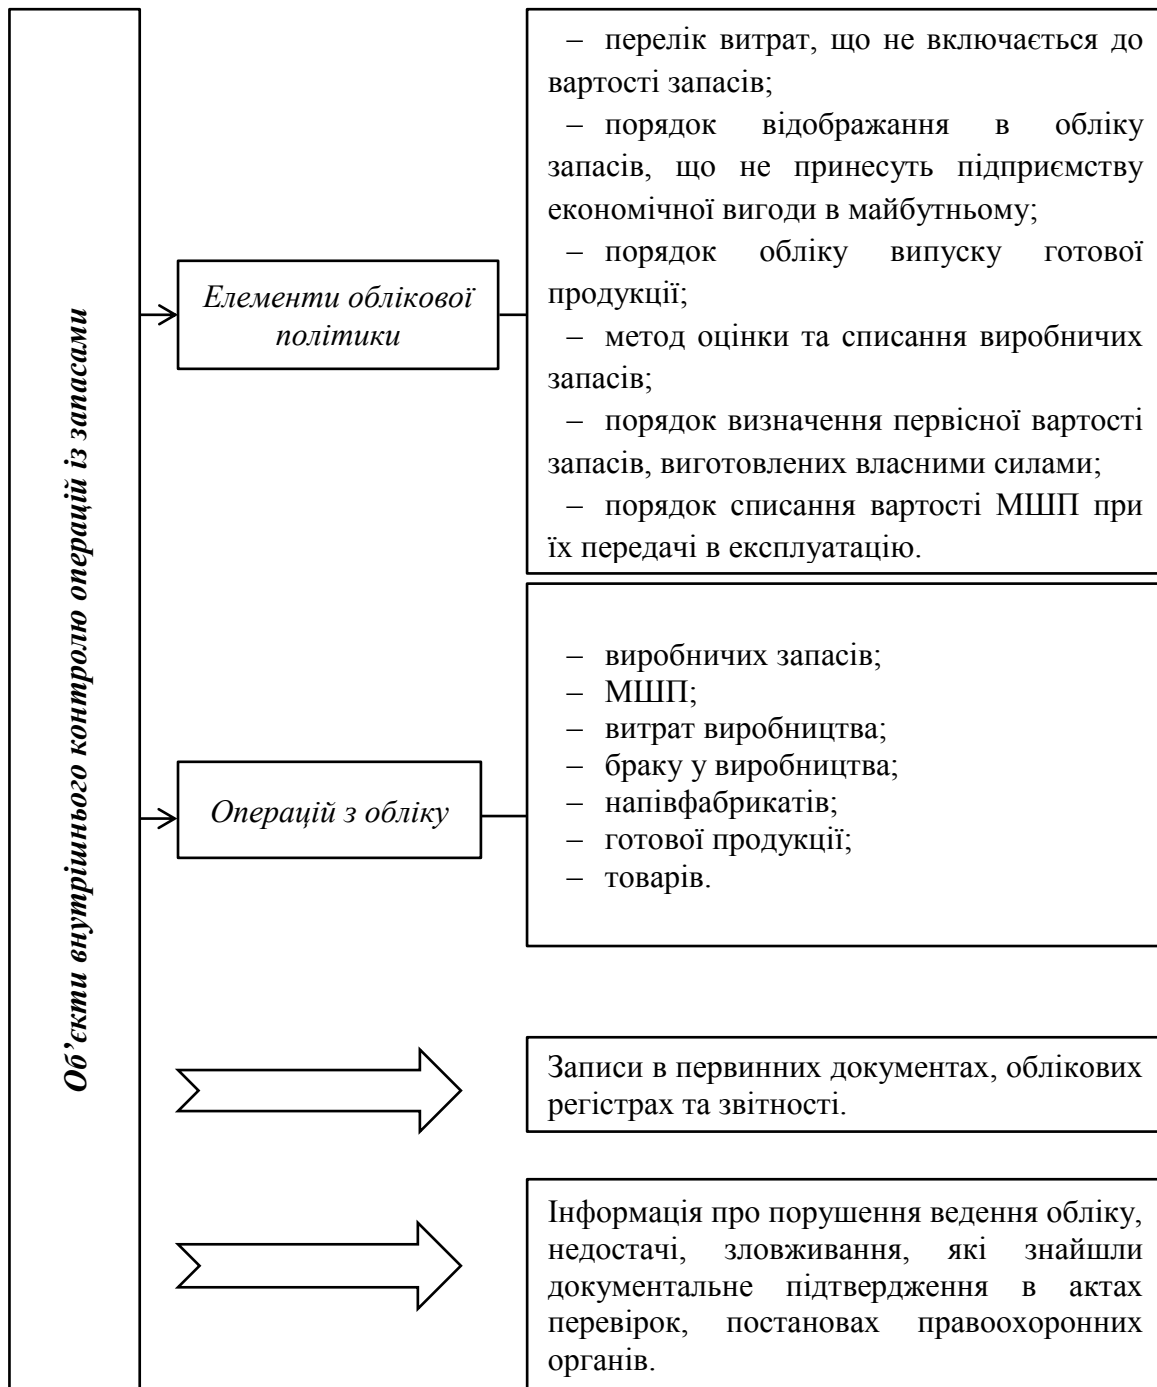 Об’єкти внутрішнього контролю операцій із запасами
Елементи облікової
політики
– перелік витрат, що не включається до
вартості запасів;
– порядок відображання в обліку
запасів, що не принесуть підприємству
економічної вигоди в майбутньому;
– порядок обліку випуску готової
продукції;
– метод оцінки та списання виробничих
запасів;
– порядок визначення первісної вартості
запасів, виготовлених власними силами;
– порядок списання вартості МШП при
їх передачі в експлуатацію.
Операцій з обліку
– виробничих запасів;
– МШП;
– витрат виробництва;
– браку у виробництва;
– напівфабрикатів;
– готової продукції;
– товарів.
Записи в первинних документах, облікових
регістрах та звітності.
Інформація про порушення ведення обліку,
недостачі, зловживання, які знайшли
документальне підтвердження в актах
перевірок, постановах правоохоронних
органів.